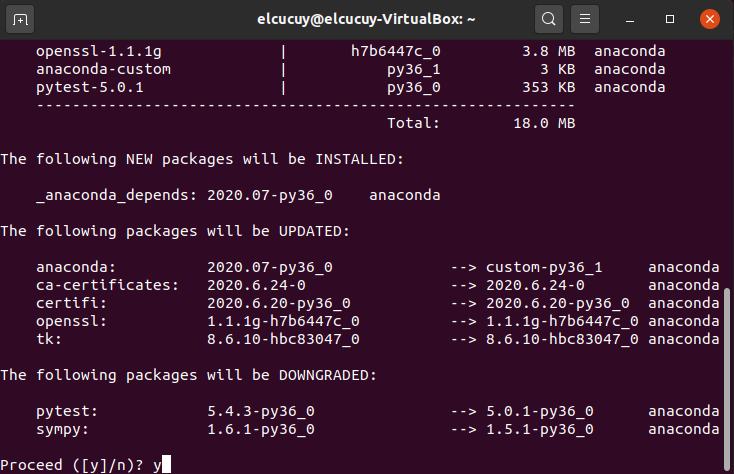 elcucuy@elcucuy-VirtualBox: ~
openssl-1.1.1g | h7b6447c_0 3.8 MB anaconda
anaconda-custom | py36_1 3 KB anaconda
pytest-5.0.1 | py36_0 353 KB anaconda
------------------------------------------------------------
Total: 18.0 MB
The following NEW packages will be INSTALLED:
_anaconda_depends: 2020.07-py36_0 anaconda
The following packages will be UPDATED:
anaconda: 2020.07-py36_0 --> custom-py36_1 anaconda
ca-certificates: 2020.6.24-0 --> 2020.6.24-0 anaconda
certifi: 2020.6.20-py36_0 --> 2020.6.20-py36_0 anaconda
openssl: 1.1.1g-h7b6447c_0 --> 1.1.1g-h7b6447c_0 anaconda
tk: 8.6.10-hbc83047_0 --> 8.6.10-hbc83047_0 anaconda
The following packages will be DOWNGRADED:
pytest: 5.4.3-py36_0 --> 5.0.1-py36_0 anaconda
sympy: 1.6.1-py36_0 --> 1.5.1-py36_0 anaconda
Proceed ([y]/n)? y